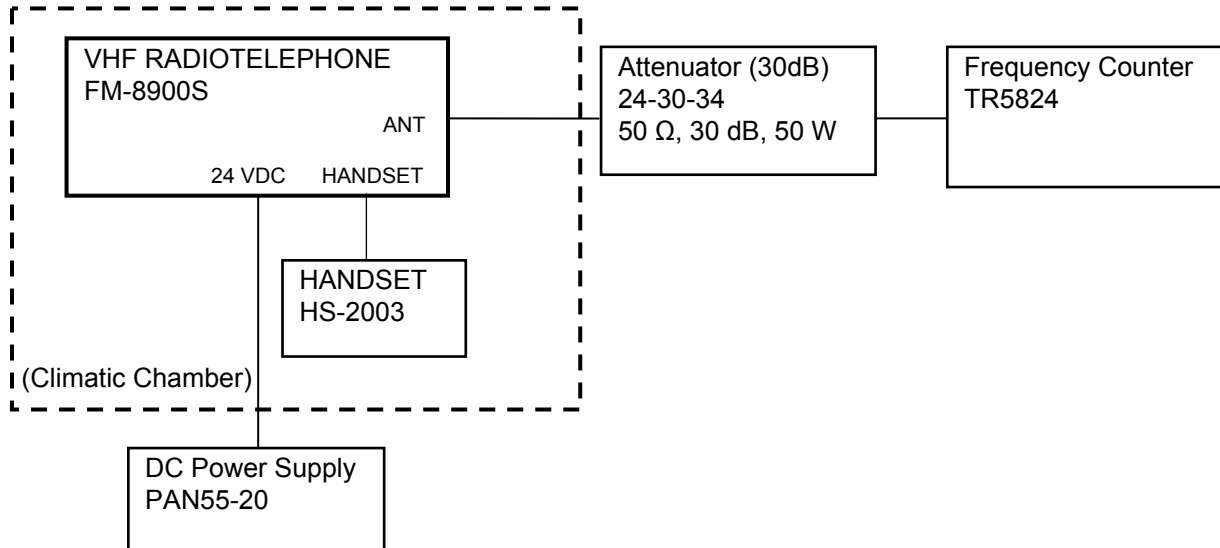 VHF RADIOTELEPHONE
FM-8900S
ANT
24 VDC
HANDSET
Attenuator (30dB)
24-30-34
50 Ω, 30 dB, 50 W
Frequency Counter
TR5824
HANDSET
HS-2003
(Climatic Chamber)
DC Power Supply
PAN55-20